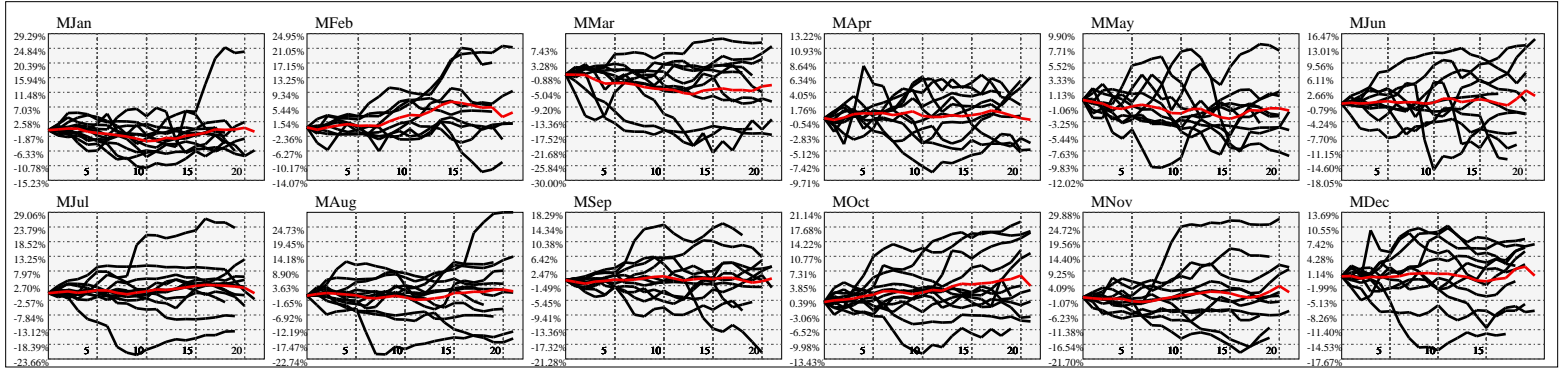 MJan MFeb MMar MApr MMay MJun
29.29% 24.95% 13.22% 9.90% 16.47%
24.84% 21.05% 7.43% 10.93% 7.71% 13.01%
20.39% 17.15% 3.28% 8.64% 5.52% 9.56%
15.94% 13.25% -0.88% 6.34% 3.33% 6.11%
11.48% 9.34% -5.04% 4.05% 1.13% 2.66%
7.03% 5.44% -9.20% 1.76% -1.06% -0.79%
2.58% 1.54% -13.36% -0.54% -3.25% -4.24%
-1.87% -2.36% -17.52% -2.83% -5.44% -7.70%
-6.33% -6.27% -21.68% -5.12% -7.63% -11.15%
-10.78% -10.17% -25.84% -7.42% -9.83% -14.60%
5 10 15 20 5 10 15 5 10 15 20 5 10 15 20 5 10 15 20 5 10 15 20
-15.23% -14.07% -30.00% -9.71% -12.02% -18.05%
MJul MAug MSep MOct MNov MDec
29.06% 18.29% 21.14% 29.88% 13.69%
23.79% 24.73% 14.34% 17.68% 24.72% 10.55%
18.52% 19.45% 10.38% 14.22% 19.56% 7.42%
13.25% 14.18% 6.42% 10.77% 14.40% 4.28%
7.97% 8.90% 2.47% 7.31% 9.25% 1.14%
2.70% 3.63% -1.49% 3.85% 4.09% -1.99%
-2.57% -1.65% -5.45% 0.39% -1.07% -5.13%
-7.84% -6.92% -9.41% -3.06% -6.23% -8.26%
-13.12% -12.19% -13.36% -6.52% -11.38% -11.40%
-18.39% -17.47% -17.32% -9.98% -16.54% -14.53%
5 10 15 20 5 10 15 20 5 10 15 20 5 10 15 20 5 10 15 20 5 10 15
-23.66% -22.74% -21.28% -13.43% -21.70% -17.67%